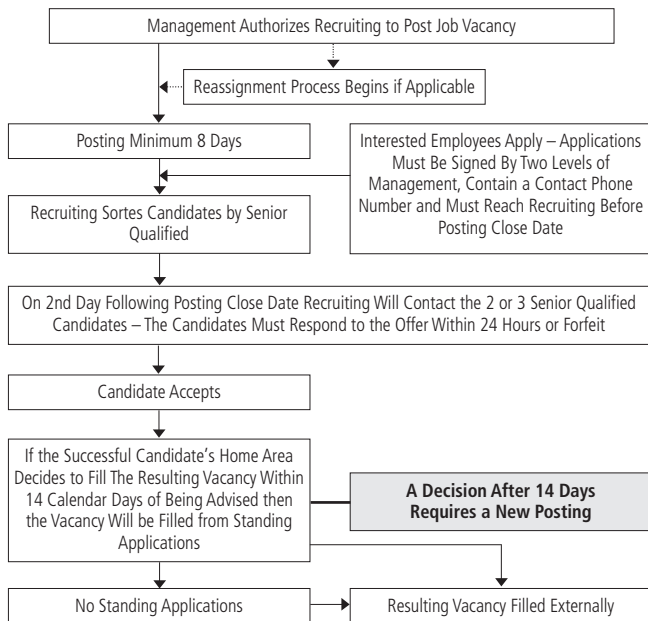 Management Authorizes Recruiting to Post Job Vacancy
Reassignment Process Begins if Applicable
Posting Minimum 8 Days
Interested Employees Apply – Applications
Must Be Signed By Two Levels of
Management, Contain a Contact Phone
Number and Must Reach Recruiting Before
Posting Close Date
Recruiting Sortes Candidates by Senior
Qualified
On 2nd Day Following Posting Close Date Recruiting Will Contact the 2 or 3 Senior Qualified
Candidates – The Candidates Must Respond to the Offer Within 24 Hours or Forfeit
Candidate Accepts
If the Successful Candidate's Home Area
Decides to Fill The Resulting Vacancy Within
14 Calendar Days of Being Advised then
the Vacancy Will be Filled from Standing
Applications
A Decision After 14 Days
Requires a New Posting
No Standing Applications
Resulting Vacancy Filled Externally